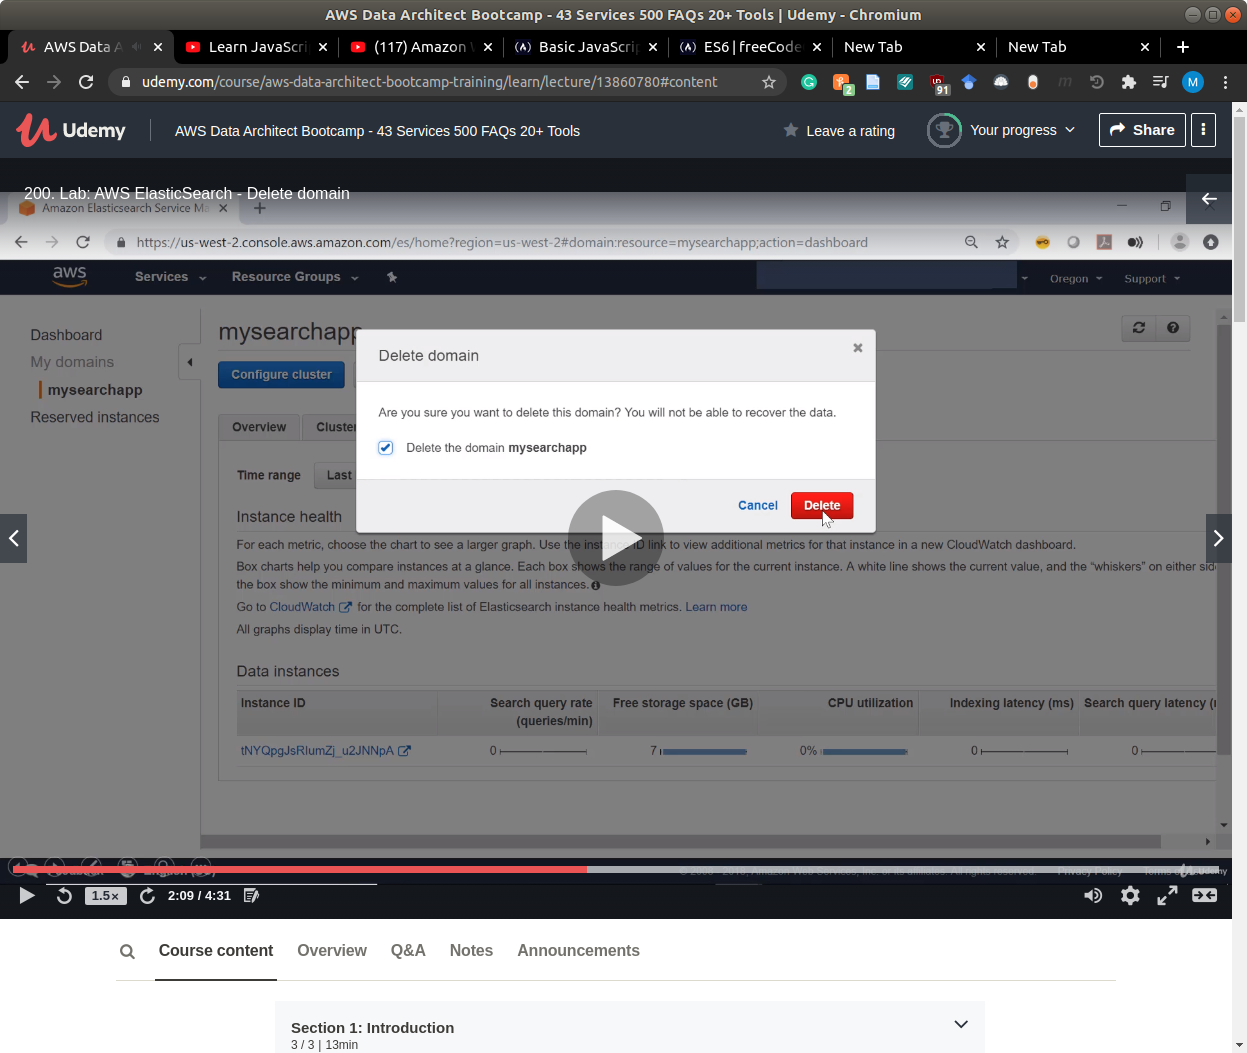 AWS Data Architect Bootcamp - 43 Services 500 FAQs 20+ Tools | Udemy - Chromium
AWS Data A
Learn JavaScri
(117) Amazon
Basic JavaScrip
ES6 | freeCode
New Tab
New Tab
udemy.com/course/aws-data-architect-bootcamp-training/learn/lecture/13860780#content
2
91
M
Udemy
AWS Data Architect Bootcamp - 43 Services 500 FAQs 20+ Tools
Leave a rating
Your progress
Share
200. Lab: AWS ElasticSearch - Delete domain
Amazon Elasticsearch Service Ma
https://us-west-2.console.aws.amazon.com/es/home?region=us-west-2#domain:resource=mysearchapp;action=dashboard
aws
Services
Resource Groups
Oregon
Support
Dashboard
My domains
mysearchapp
Reserved instances
mysearchapp
Configure cluster
Overview
Cluster
Time range
Last
Delete domain
Are you sure you want to delete this domain? You will not be able to recover the data.
Delete the domain mysearchapp
Cancel
Delete
Instance health
For each metric, choose the chart to see a larger graph. Use the instance ID link to view additional metrics for that instance in a new CloudWatch dashboard.
Box charts help you compare instances at a glance. Each box shows the range of values for the current instance. A white line shows the current value, and the “whiskers” on either sid
the box show the minimum and maximum values for all instances.
Go to CloudWatch for the complete list of Elasticsearch instance health metrics. Learn more
All graphs display time in UTC.
Data instances
Instance ID
Search query rate (queries/min)
Free storage space (GB)
CPU utilization
Indexing latency (ms)
Search query latency (
0
7
0%
0
0
Privacy Policy
Udemy
1.5×
2:09 / 4:31
Course content
Overview
Q&A
Notes
Announcements
Section 1: Introduction
3 / 3 | 13min